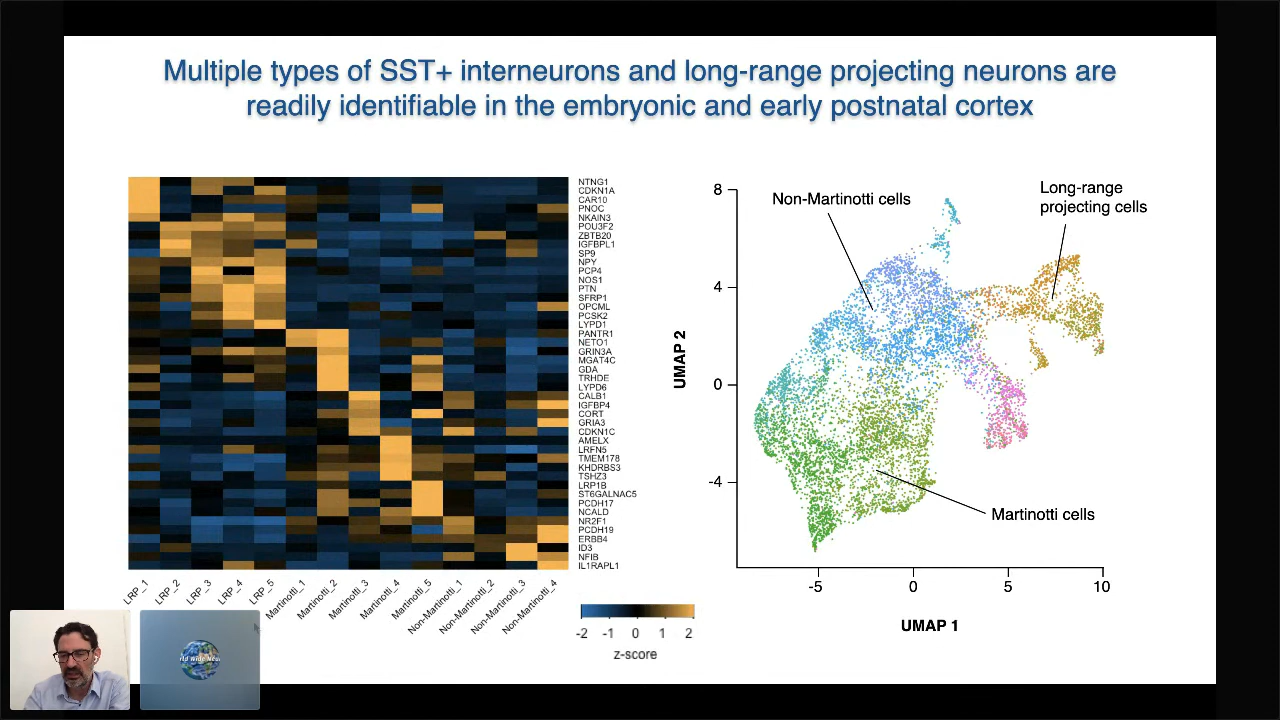 Multiple types of SST+ interneurons and long-range projecting neurons are
readily identifiable in the embryonic and early postnatal cortex
NTNG1
CDKN1A
CAR10
PNOC
NKAIN3
POU3F2
ZBTB20
IGFBPL1
SP9
NPY
PCP4
NOS1
PTN
SFRP1
OPCML
PCSK2
LYPD1
PANTR1
NETO1
GRIN3A
MGAT4C
GDA
TRHDE
LYPD6
CALB1
IGFBP4
CORT
GRIA3
CDKN1C
AMELX
LRFN5
TMEM178
KHDRBS3
TSHZ3
LRP1B
ST6GALNAC5
PCDH17
NCALD
NR2F1
PCDH19
ERBB4
ID3
NFIB
IL1RAPL1
LRP_1
LRP_2
LRP_3
LRP_4
LRP_5
Martinotti_1
Martinotti_2
Martinotti_3
Martinotti_4
Martinotti_5
Non-Martinotti_1
Non-Martinotti_2
Non-Martinotti_3
Non-Martinotti_4
-2 -1 0 1 2
z-score
Non-Martinotti cells
Long-range
projecting cells
Martinotti cells
8
4
0
-4
UMAP 2
-5 0 5 10
UMAP 1
ld Wide Neu